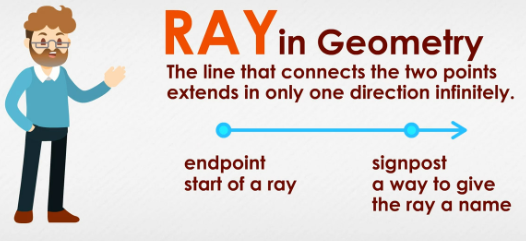 RAY in Geometry
The line that connects the two points
extends in only one direction infinitely.
endpoint
start of a ray
signpost
a way to give
the ray a name